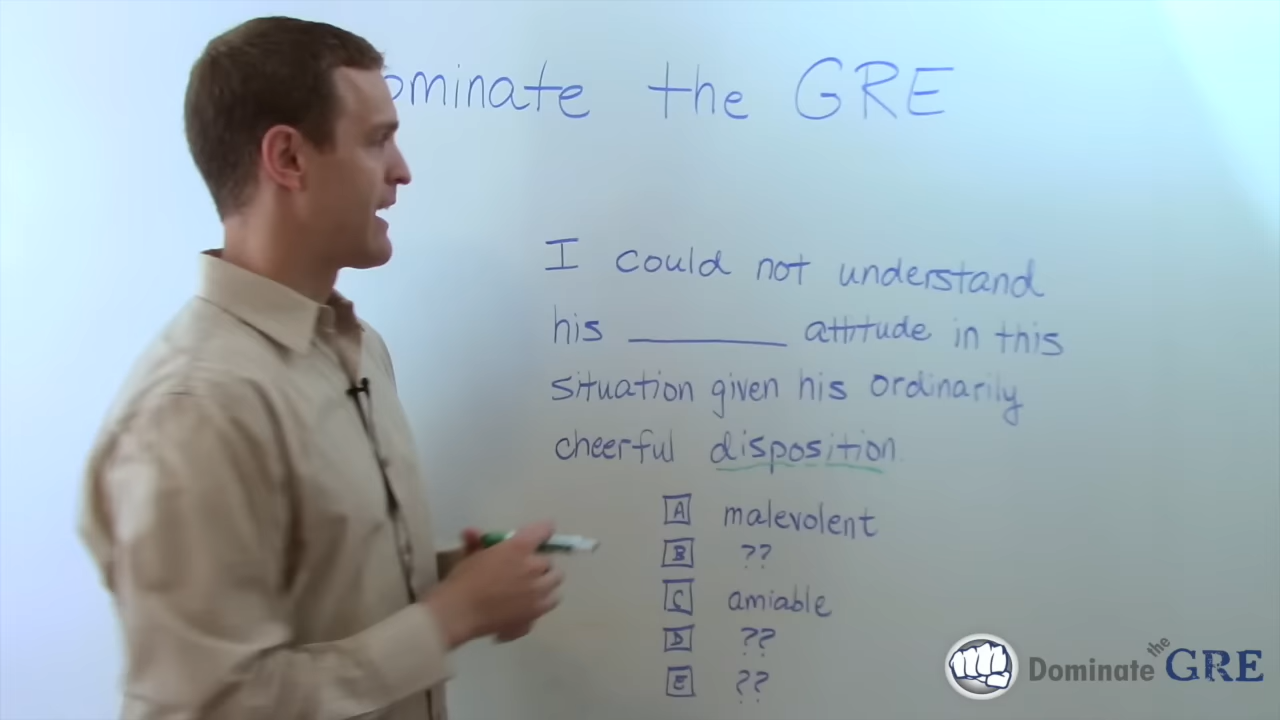 ominate the GRE
I could not understand
his ________ attitude in this
situation given his ordinarily
cheerful disposition.
A malevolent
B ??
C amiable
D ??
E ??
Dominate the GRE